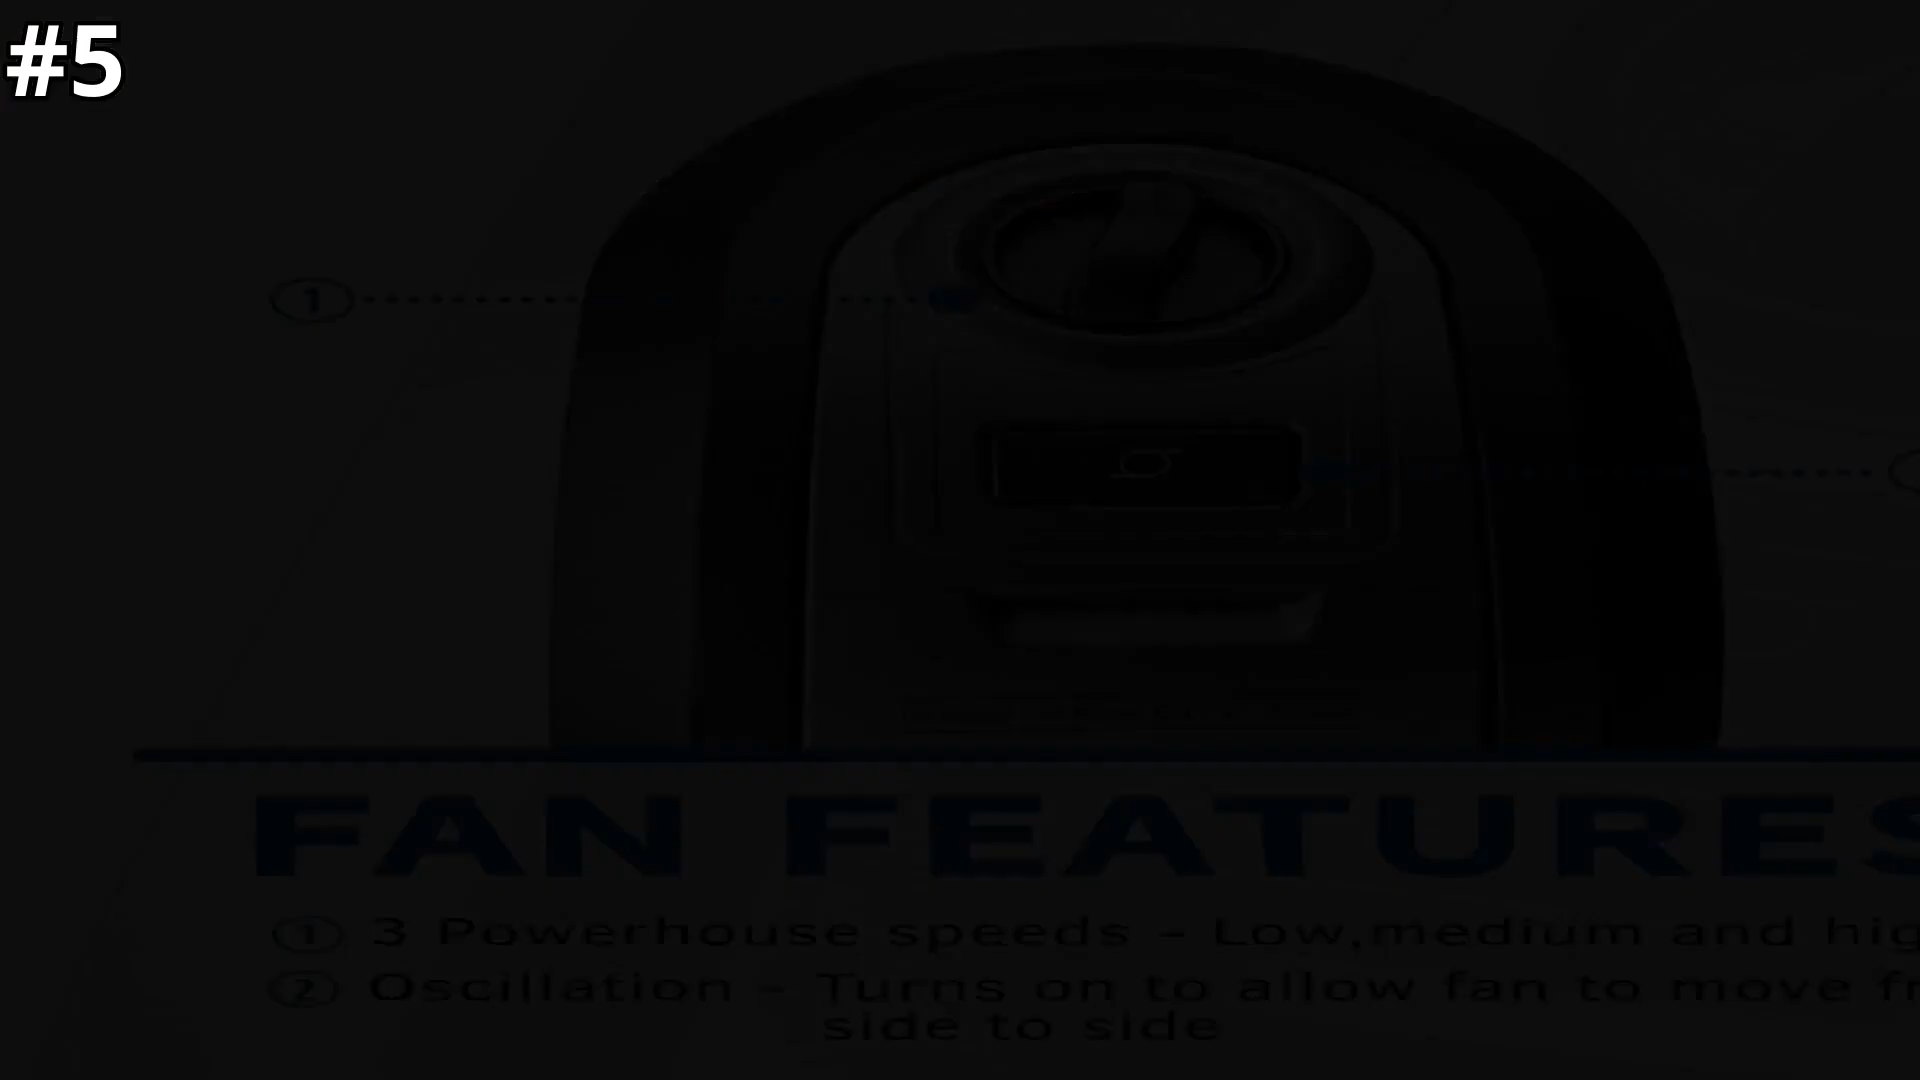 #5
1
FAN FEATURES
1 3 Powerhouse speeds – Low,medium and hig
2 Oscillation – Turns on to allow fan to move fr
side to side